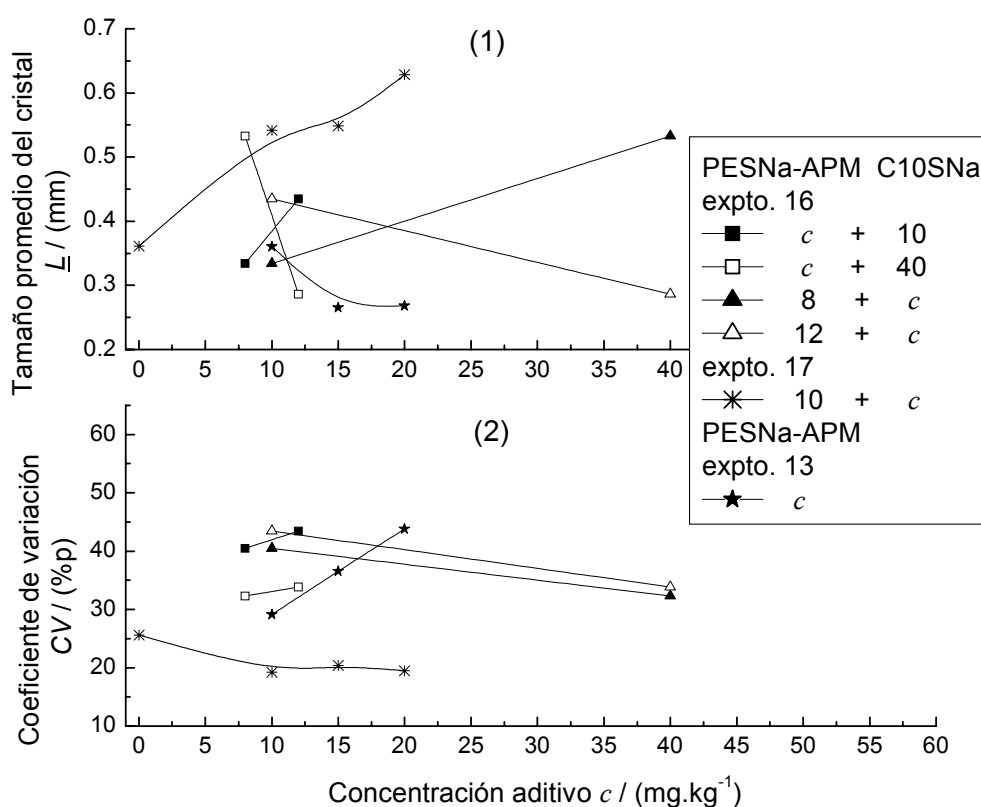 (1)
0.7
0.6
0.5
0.4
0.3
0.2
Tamaño promedio del cristal
L / (mm)
0 5 10 15 20 25 30 35 40
PESNa-APM C10SNa
expto. 16
c + 10
c + 40
8 + c
12 + c
expto. 17
10 + c
PESNa-APM
expto. 13
c
(2)
60
50
40
30
20
10
Coeficiente de variación
CV / (%p)
0 5 10 15 20 25 30 35 40 45 50 55 60
Concentración aditivo c / (mg.kg⁻¹)